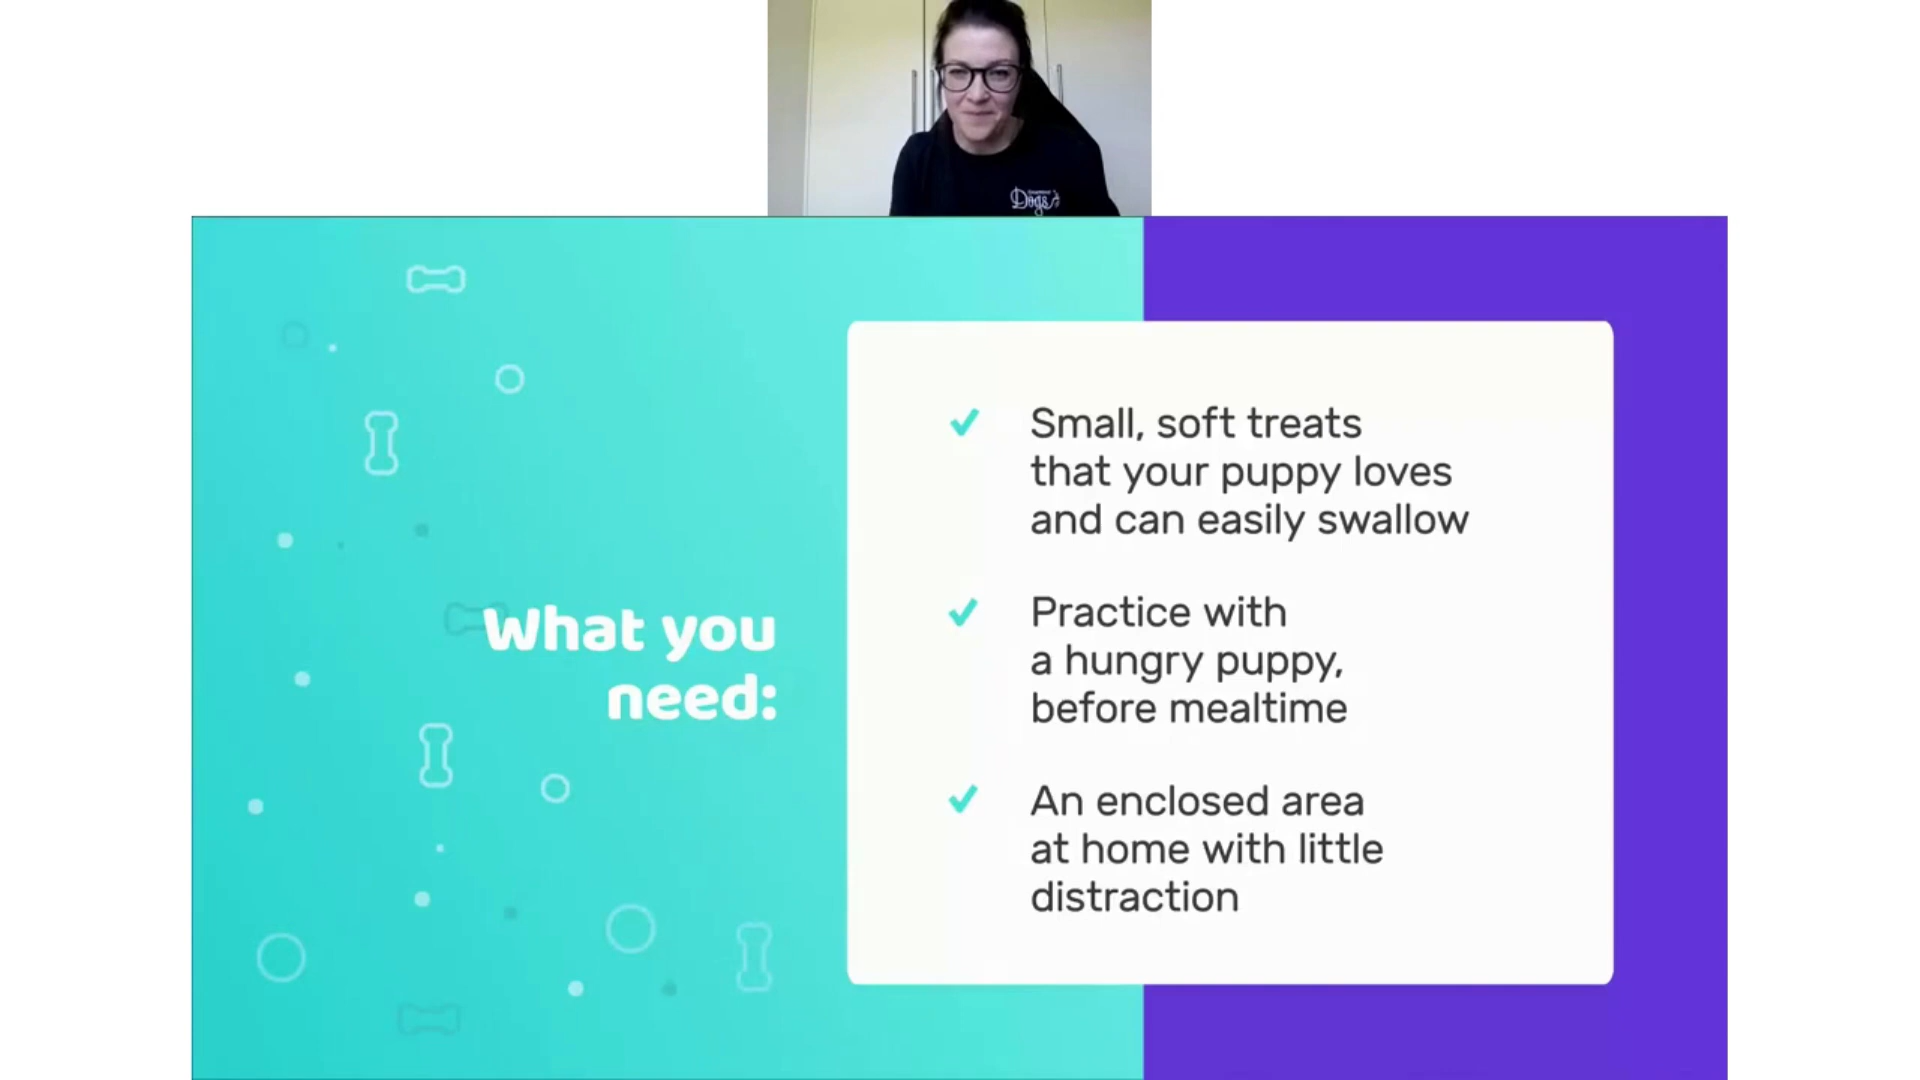 Dogs
What you
need:
Small, soft treats
that your puppy loves
and can easily swallow
Practice with
a hungry puppy,
before mealtime
An enclosed area
at home with little
distraction